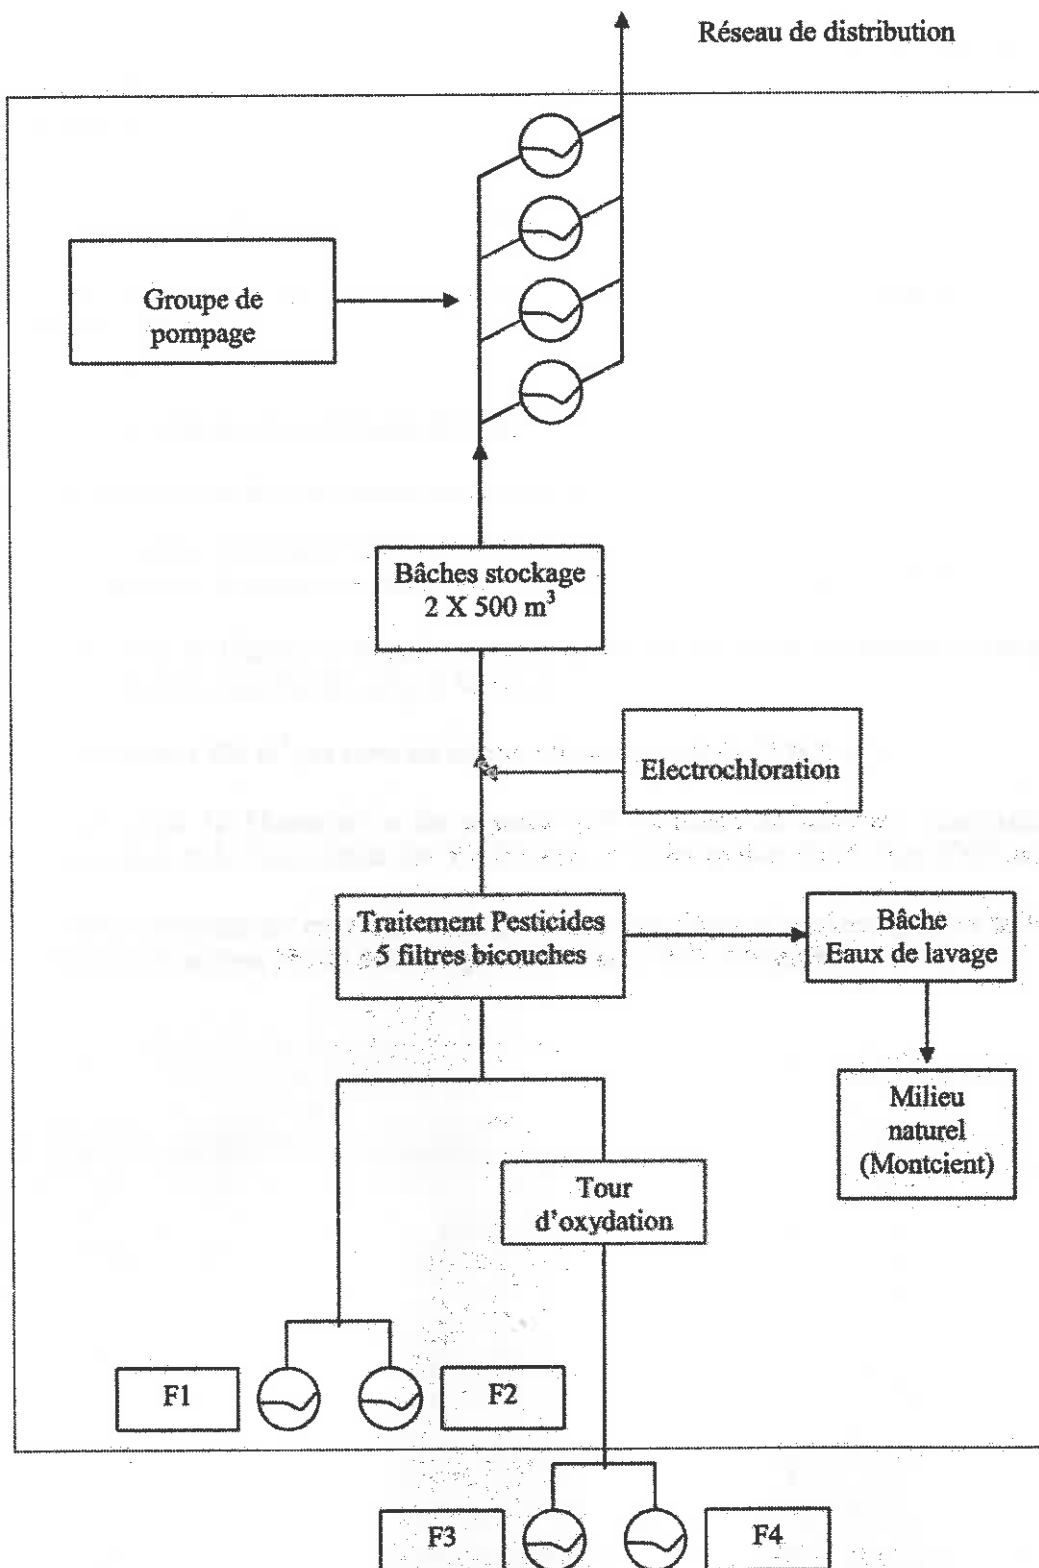 Réseau de distribution
Groupe de
pompage
Bâches stockage
2 X 500 m³
Electrochloration
Traitement Pesticides
5 filtres bicouches
Bâche
Eaux de lavage
Milieu
naturel
(Montcient)
Tour
d'oxydation
F1
F2
F3
F4